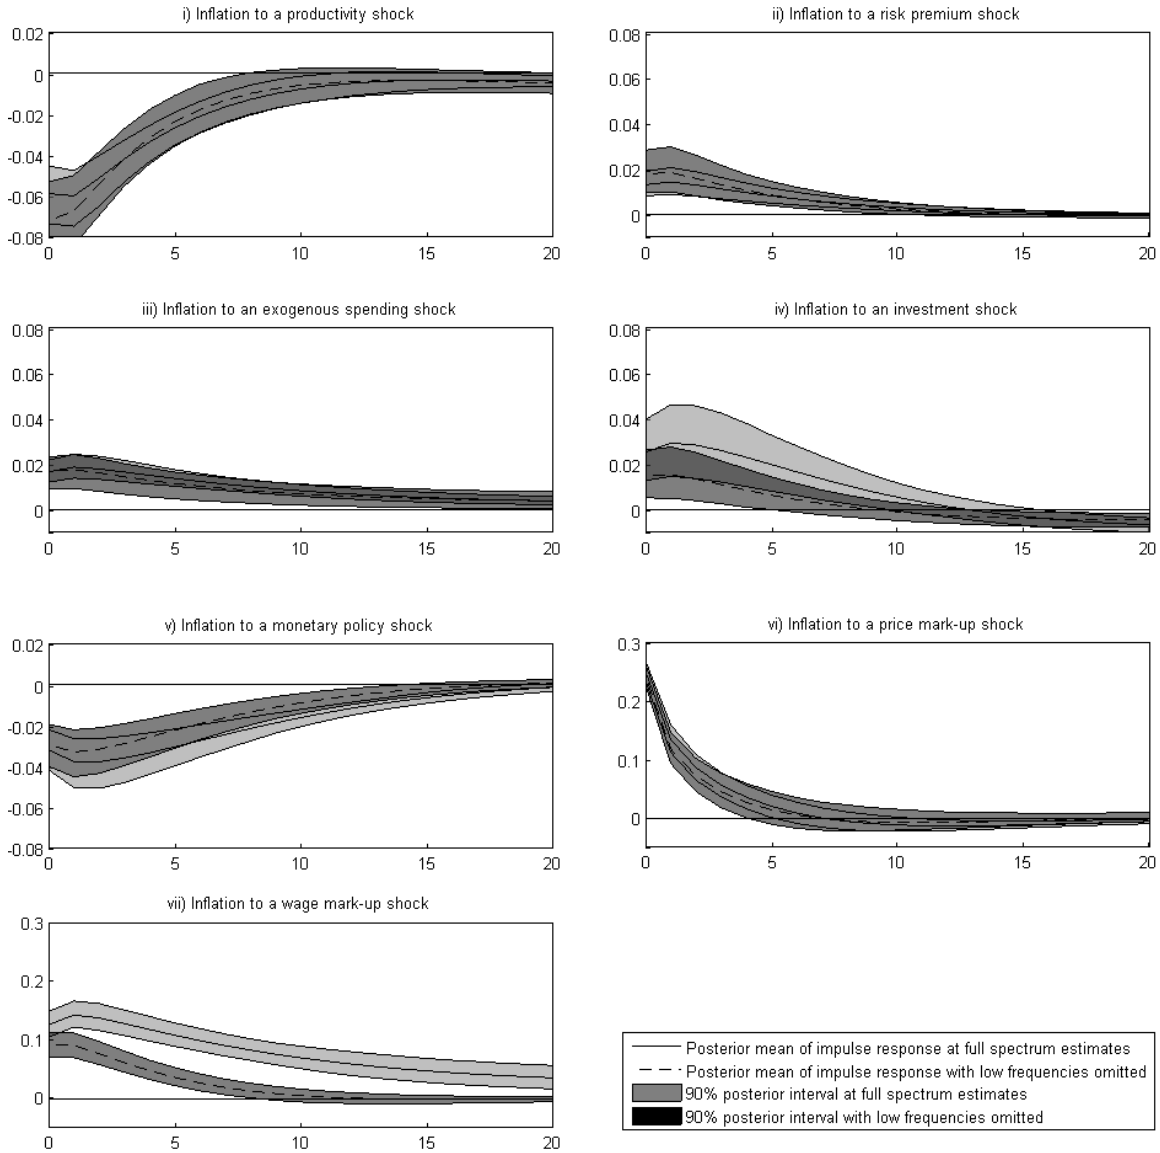 i) Inflation to a productivity shock
0.02
0
-0.02
-0.04
-0.06
-0.08
0 5 10 15 20
ii) Inflation to a risk premium shock
0.08
0.06
0.04
0.02
0
0 5 10 15 20
iii) Inflation to an exogenous spending shock
0.08
0.06
0.04
0.02
0
0 5 10 15 20
iv) Inflation to an investment shock
0.08
0.06
0.04
0.02
0
0 5 10 15 20
v) Inflation to a monetary policy shock
0.02
0
-0.02
-0.04
-0.06
-0.08
0 5 10 15 20
vi) Inflation to a price mark-up shock
0.3
0.2
0.1
0
0 5 10 15 20
vii) Inflation to a wage mark-up shock
0.3
0.2
0.1
0
0 5 10 15 20
Posterior mean of impulse response at full spectrum estimates
Posterior mean of impulse response with low frequencies omitted
90% posterior interval at full spectrum estimates
90% posterior interval with low frequencies omitted